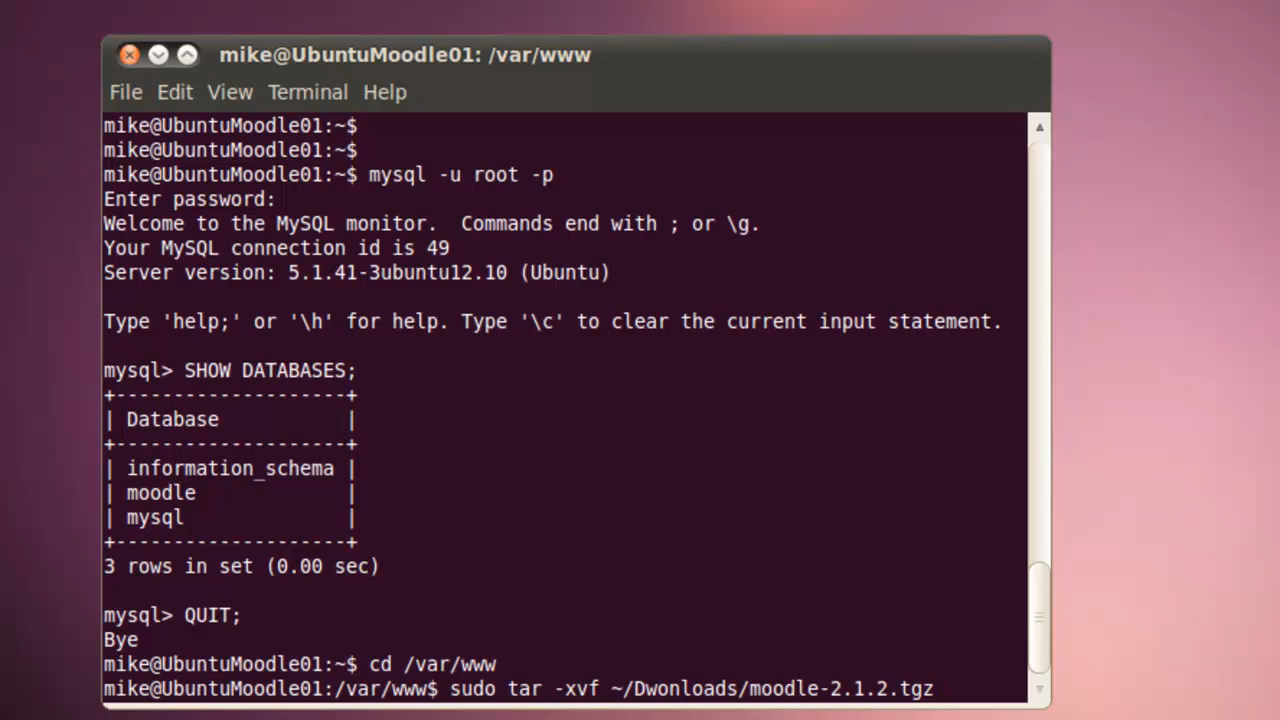 mike@UbuntuMoodle01: /var/www
File Edit View Terminal Help
mike@UbuntuMoodle01:~$
mike@UbuntuMoodle01:~$
mike@UbuntuMoodle01:~$ mysql -u root -p
Enter password:
Welcome to the MySQL monitor.  Commands end with ; or \g.
Your MySQL connection id is 49
Server version: 5.1.41-3ubuntu12.10 (Ubuntu)
Type 'help;' or '\h' for help. Type '\c' to clear the current input statement.
mysql> SHOW DATABASES;
+--------------------+
| Database           |
+--------------------+
| information_schema |
| moodle             |
| mysql              |
+--------------------+
3 rows in set (0.00 sec)
mysql> QUIT;
Bye
mike@UbuntuMoodle01:~$ cd /var/www
mike@UbuntuMoodle01:/var/www$ sudo tar -xvf ~/Dwonloads/moodle-2.1.2.tgz